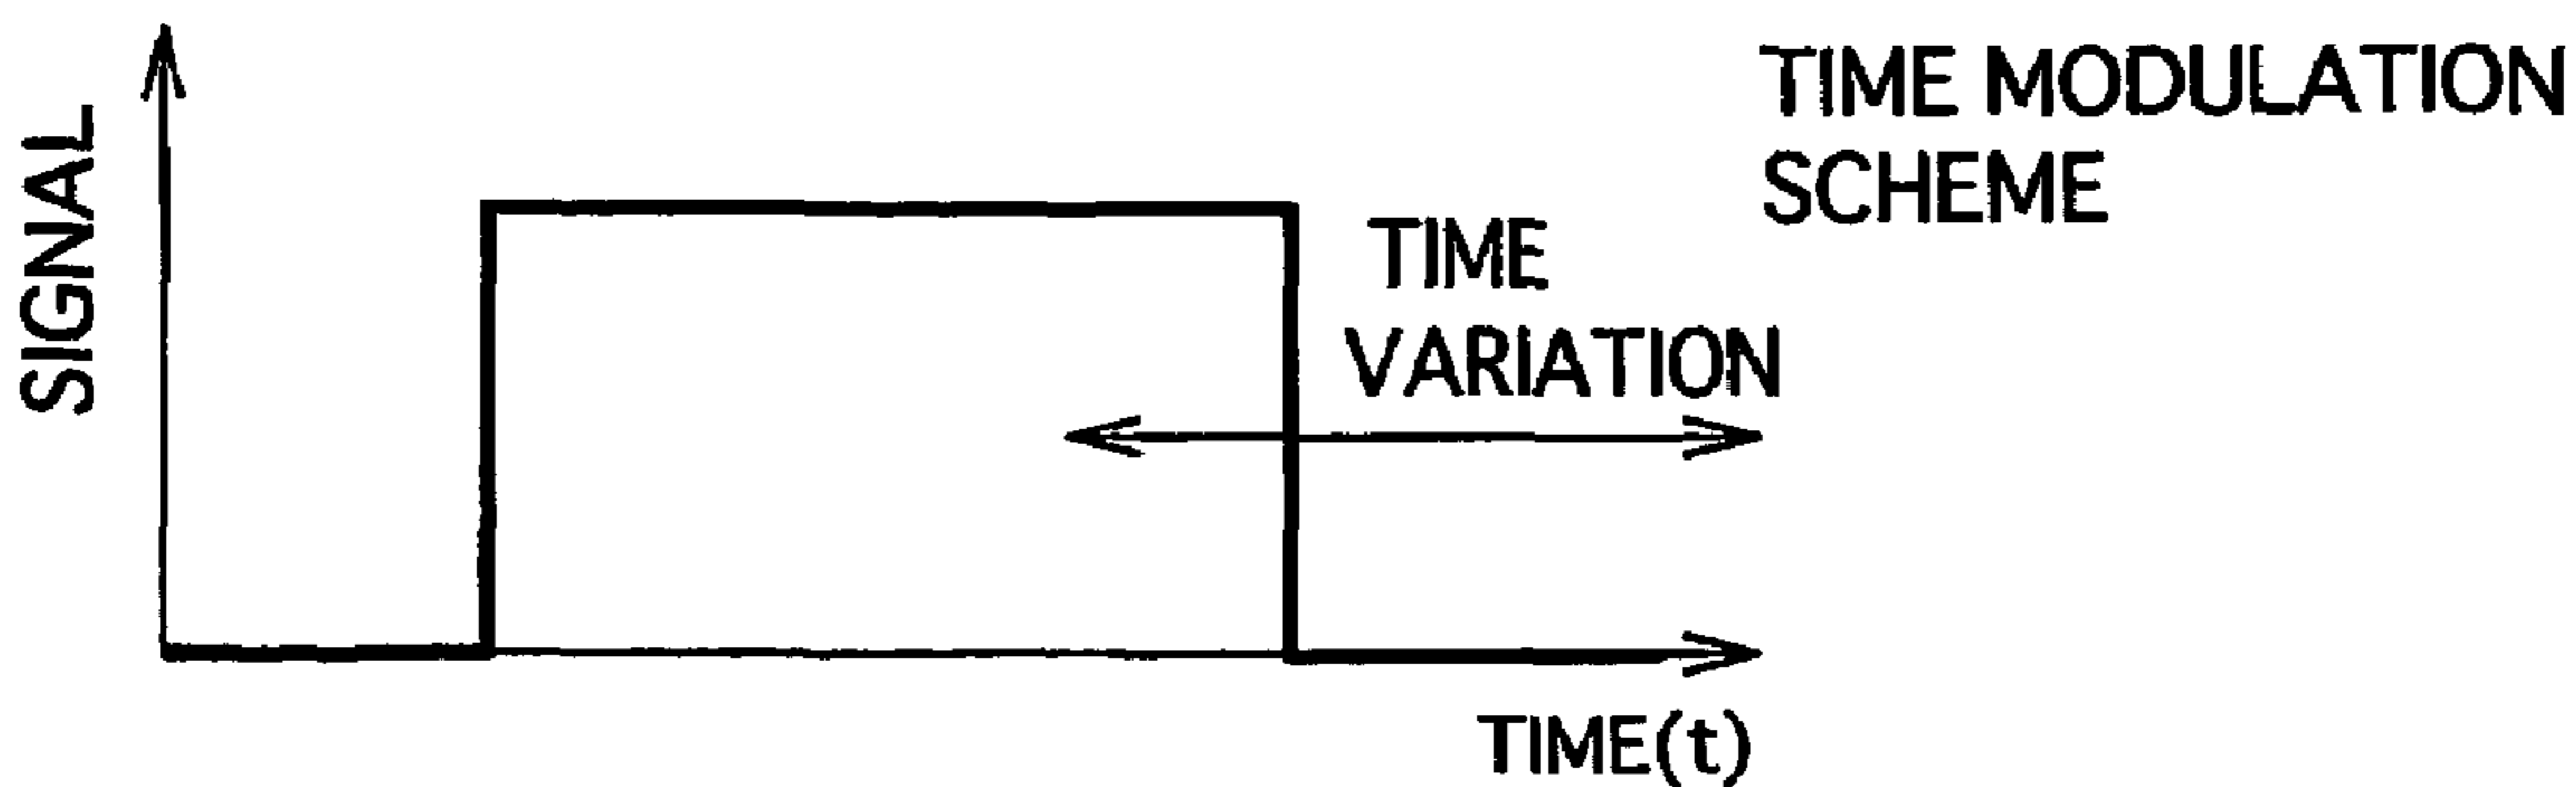 SIGNAL
TIME MODULATION
SCHEME
TIME
VARIATION
TIME(t)